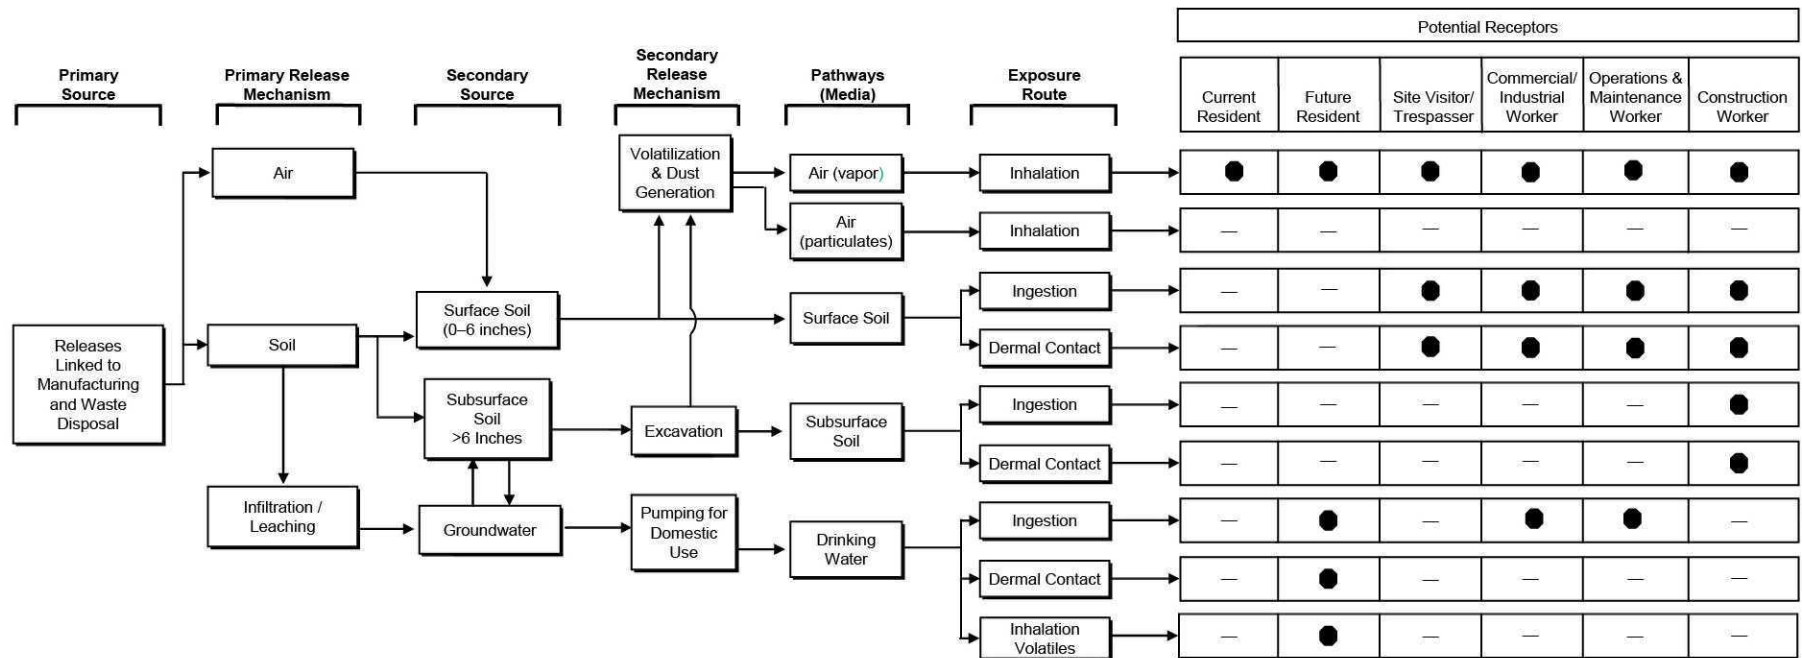 Potential Receptors
Primary
Source
Primary Release
Mechanism
Secondary
Source
Secondary
Release
Mechanism
Pathways
(Media)
Exposure
Route
Current
Resident
Future
Resident
Site Visitor/
Trespasser
Commercial/
Industrial
Worker
Operations &
Maintenance
Worker
Construction
Worker
Air
Volatilization
& Dust
Generation
Air (vapor)
Inhalation
Air
(particulates)
Inhalation
— — — — — —
Releases
Linked to
Manufacturing
and Waste
Disposal
Soil
Surface Soil
(0–6 inches)
Surface Soil
Ingestion
— —
Dermal Contact
— —
Subsurface
Soil
>6 Inches
Excavation
Subsurface
Soil
Ingestion
— — — — —
Dermal Contact
— — — — —
Infiltration /
Leaching
Groundwater
Pumping for
Domestic
Use
Drinking
Water
Ingestion
— — —
Dermal Contact
— — — — —
Inhalation
Volatiles
— — — — —